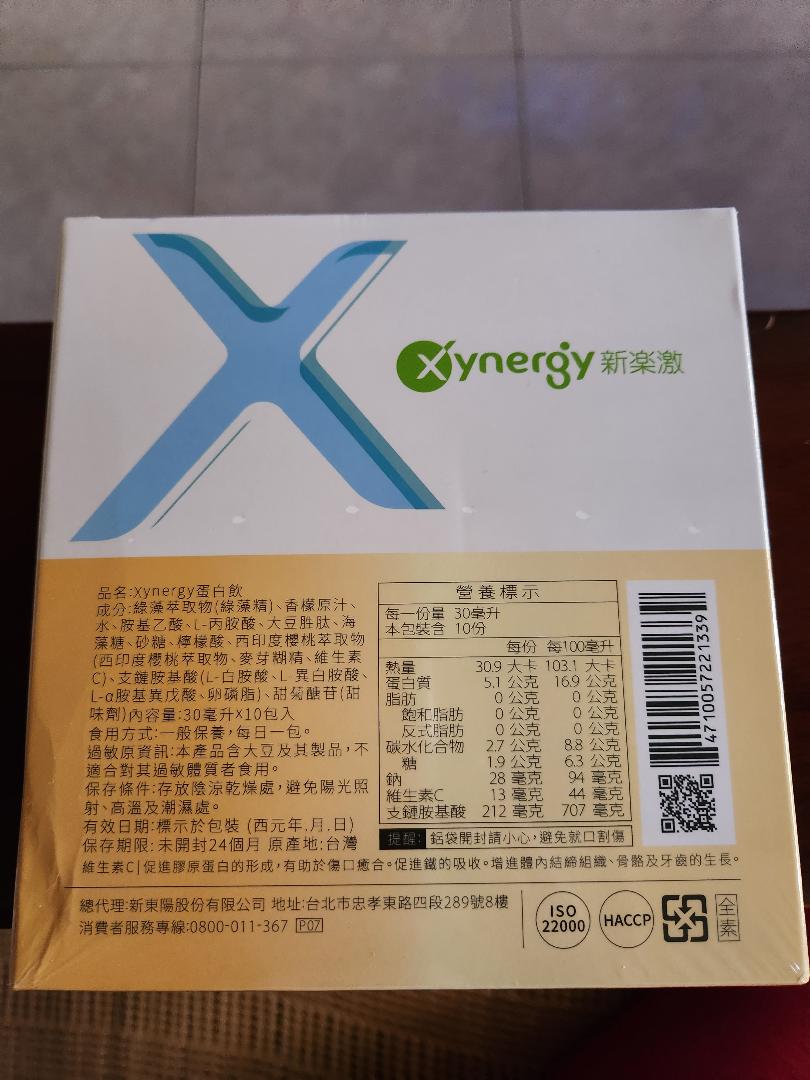 Xynergy 新楽激
品名:Xynergy蛋白飲
成分:綠藻萃取物(綠藻精)、香檬原汁、
水、胺基乙酸、L-丙胺酸、大豆胜肽、海
藻糖、砂糖、檸檬酸、西印度櫻桃萃取物
(西印度櫻桃萃取物、麥芽糊精、維生素
C)、支鏈胺基酸(L-白胺酸、L-異白胺酸、
L-α胺基異戊酸、卵磷脂)、甜菊醣苷(甜
味劑)內容量:30毫升x10包入
食用方式:一般保養,每日一包。
過敏原資訊:本產品含大豆及其製品,不
適合對其過敏體質者食用。
保存條件:存放陰涼乾燥處,避免陽光照
射、高溫及潮濕處。
有效日期:標示於包裝 (西元年.月.日)
保存期限: 未開封24個月 原產地:台灣
營養標示
每一份量 30毫升
本包裝含 10份
每份 每100毫升
熱量 30.9 大卡 103.1 大卡
蛋白質 5.1 公克 16.9 公克
脂肪 0 公克 0 公克
飽和脂肪 0 公克 0 公克
反式脂肪 0 公克 0 公克
碳水化合物 2.7 公克 8.8 公克
糖 1.9 公克 6.3 公克
鈉 28 毫克 94 毫克
維生素C 13 毫克 44 毫克
支鏈胺基酸 212 毫克 707 毫克
提醒: 鋁袋開封請小心,避免就口割傷
4710057221339
維生素C|促進膠原蛋白的形成,有助於傷口癒合。促進鐵的吸收。增進體內結締組織、骨骼及牙齒的生長。
總代理:新東陽股份有限公司 地址:台北市忠孝東路四段289號8樓
消費者服務專線:0800-011-367 P07
ISO
22000
HACCP
全素